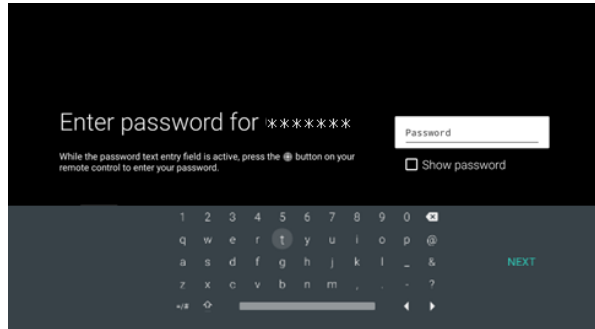 Enter password for *******
While the password text entry field is active, press the button on your
remote control to enter your password.
Password
Show password
1 2 3 4 5 6 7 8 9 0
q w e r t y u i o p @
a s d f g h j k l _ &
NEXT
z x c v b n m , . - ?
=/#